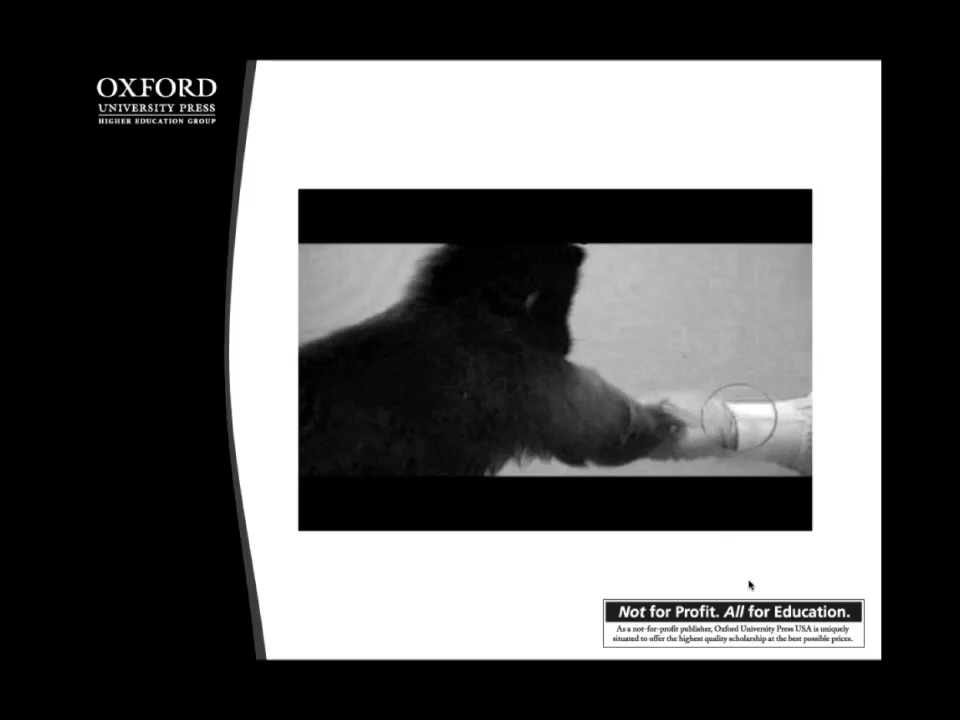 OXFORD
UNIVERSITY PRESS
HIGHER EDUCATION GROUP
Not for Profit. All for Education.
As a not-for-profit publisher, Oxford University Press USA is uniquely
situated to offer the highest quality scholarship at the best possible prices.